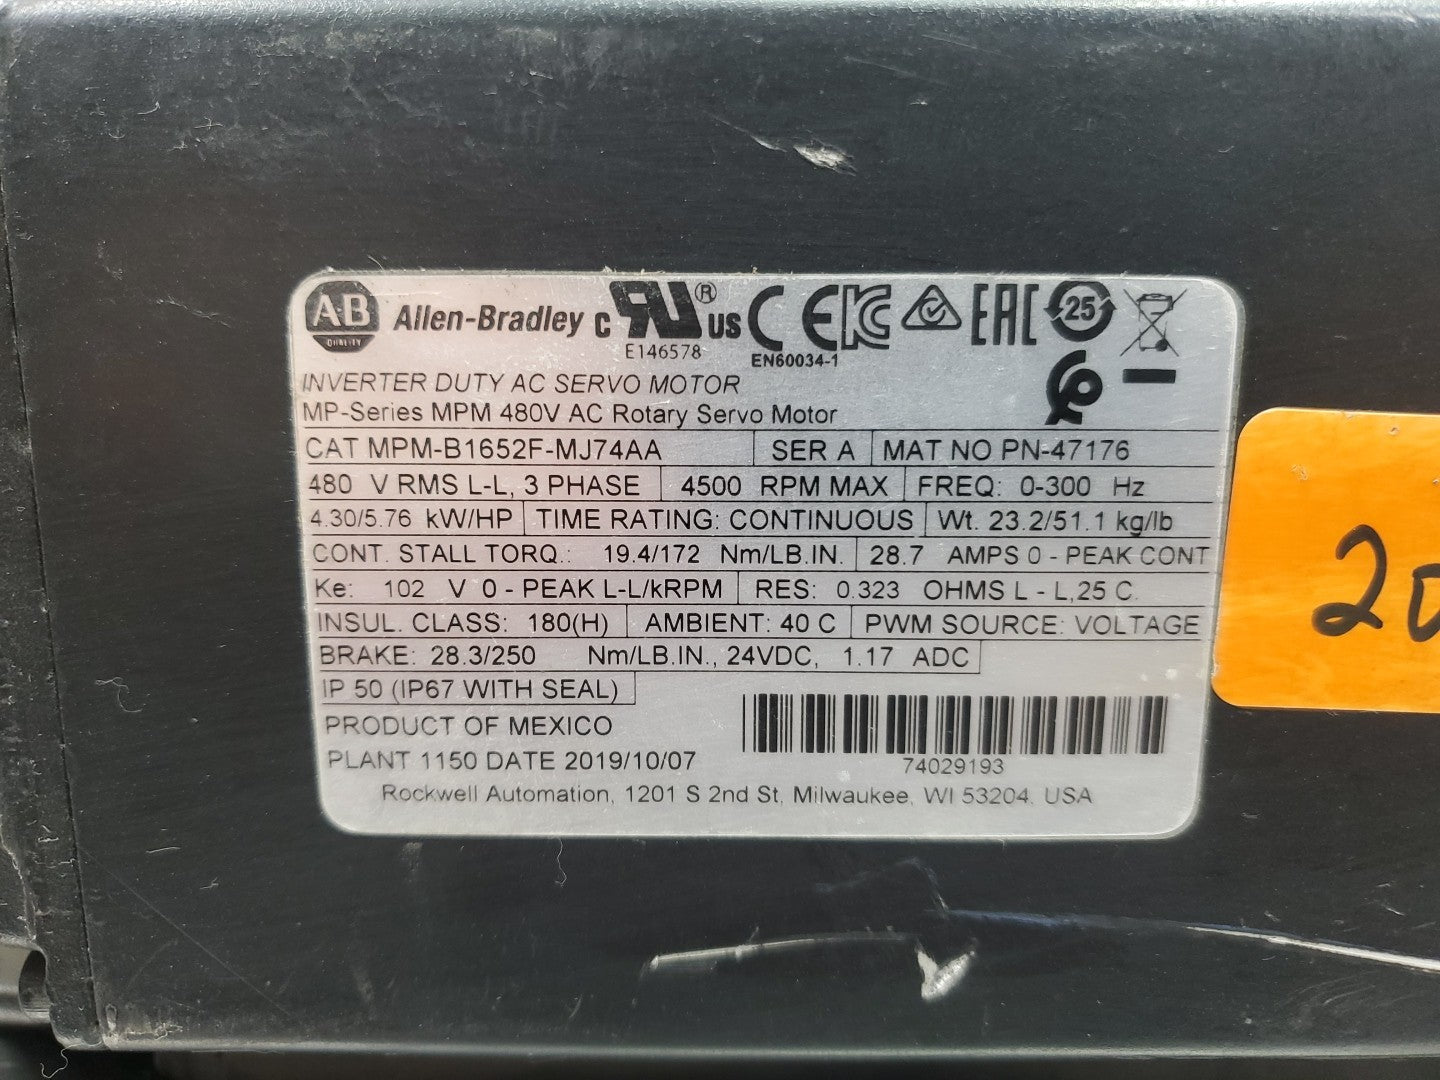 A-B QUALITY Allen-Bradley c RU ® US CE KC EAC 25
E146578 EN60034-1
INVERTER DUTY AC SERVO MOTOR
MP-Series MPM 480V AC Rotary Servo Motor
CAT MPM-B1652F-MJ74AA SER A MAT NO PN-47176
480 V RMS L-L, 3 PHASE 4500 RPM MAX FREQ: 0-300 Hz
4.30/5.76 kW/HP TIME RATING: CONTINUOUS Wt. 23.2/51.1 kg/lb
CONT. STALL TORQ.: 19.4/172 Nm/LB.IN. 28.7 AMPS 0 - PEAK CONT
Ke: 102 V 0 - PEAK L-L/kRPM RES: 0.323 OHMS L - L,25 C.
INSUL. CLASS: 180(H) AMBIENT: 40 C PWM SOURCE: VOLTAGE
BRAKE: 28.3/250 Nm/LB.IN., 24VDC, 1.17 ADC
IP 50 (IP67 WITH SEAL)
PRODUCT OF MEXICO
PLANT 1150 DATE 2019/10/07
74029193
Rockwell Automation, 1201 S 2nd St, Milwaukee, WI 53204. USA